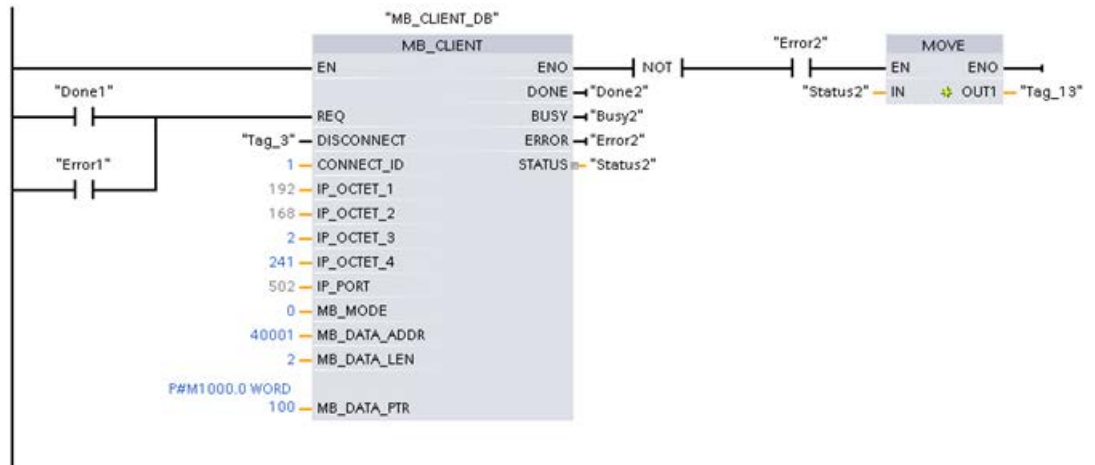 "MB_CLIENT_DB"
MB_CLIENT
"Error2"
MOVE
EN ENO NOT EN ENO
"Done1" DONE "Done2" "Status2" IN OUT1 "Tag_13"
REQ BUSY "Busy2"
"Tag_3" DISCONNECT ERROR "Error2"
"Error1" 1 CONNECT_ID STATUS "Status2"
192 IP_OCTET_1
168 IP_OCTET_2
2 IP_OCTET_3
241 IP_OCTET_4
502 IP_PORT
0 MB_MODE
40001 MB_DATA_ADDR
2 MB_DATA_LEN
P#M1000.0 WORD
100 MB_DATA_PTR